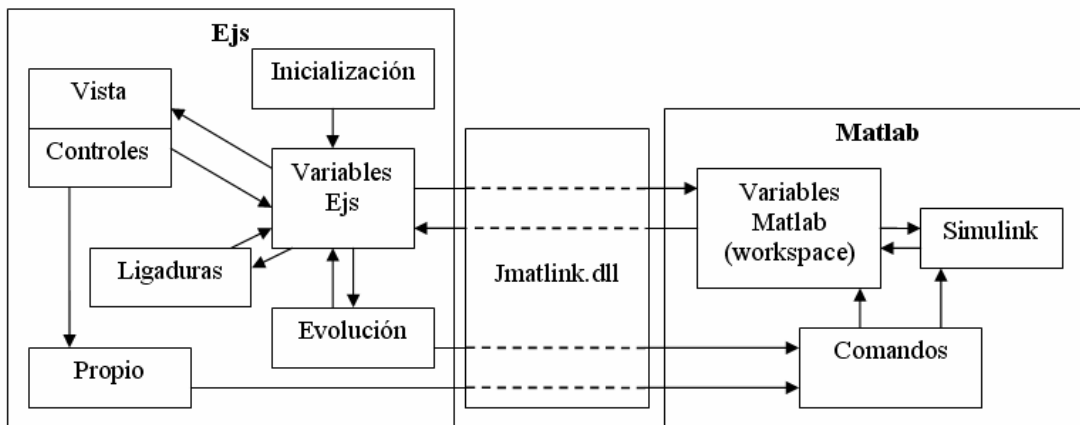 Ejs
Inicialización
Vista
Controles
Variables
Ejs
Ligaduras
Evolución
Propio
Jmatlink.dll
Matlab
Variables
Matlab
(workspace)
Simulink
Comandos